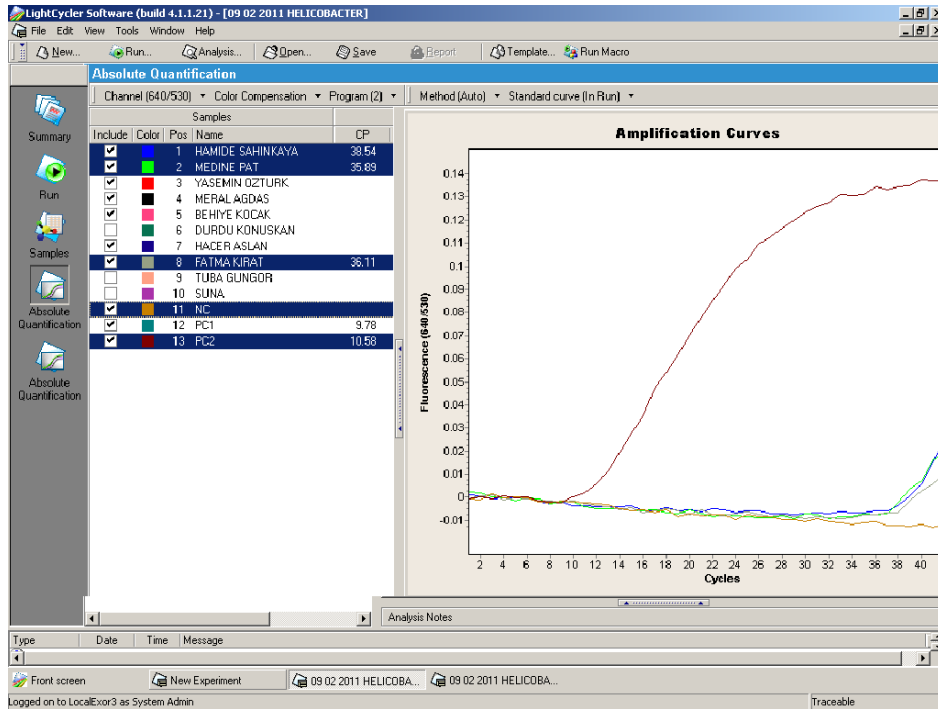 LightCycler Software (build 4.1.1.21) - [09 02 2011 HELICOBACTER]
File Edit View Tools Window Help
New... Run... Analysis... Open... Save Report Template... Run Macro
Absolute Quantification
Channel (640/530) Color Compensation Program (2) Method (Auto) Standard curve (In Run)
Samples
Include Color Pos Name CP
1 HAMIDE SAHINKAYA 38.54
2 MEDINE PAT 35.89
3 YASEMIN OZTURK
4 MERAL AGDAS
5 BEHIYE KOCAK
6 DURDU KONUSKAN
7 HACER ASLAN
8 FATMA KIRAT 36.11
9 TUBA GUNGOR
10 SUNA
11 NC
12 PC1 9.78
13 PC2 10.58
Summary
Run
Samples
Absolute
Quantification
Absolute
Quantification
Amplification Curves
Fluorescence (640/530)
0.14
0.13
0.12
0.11
0.1
0.09
0.08
0.07
0.06
0.05
0.04
0.03
0.02
0.01
0
-0.01
2 4 6 8 10 12 14 16 18 20 22 24 26 28 30 32 34 36 38 40
Cycles
Analysis Notes
Type Date Time Message
Front screen New Experiment 09 02 2011 HELICOBA... 09 02 2011 HELICOBA...
Logged on to LocalExor3 as System Admin Traceable